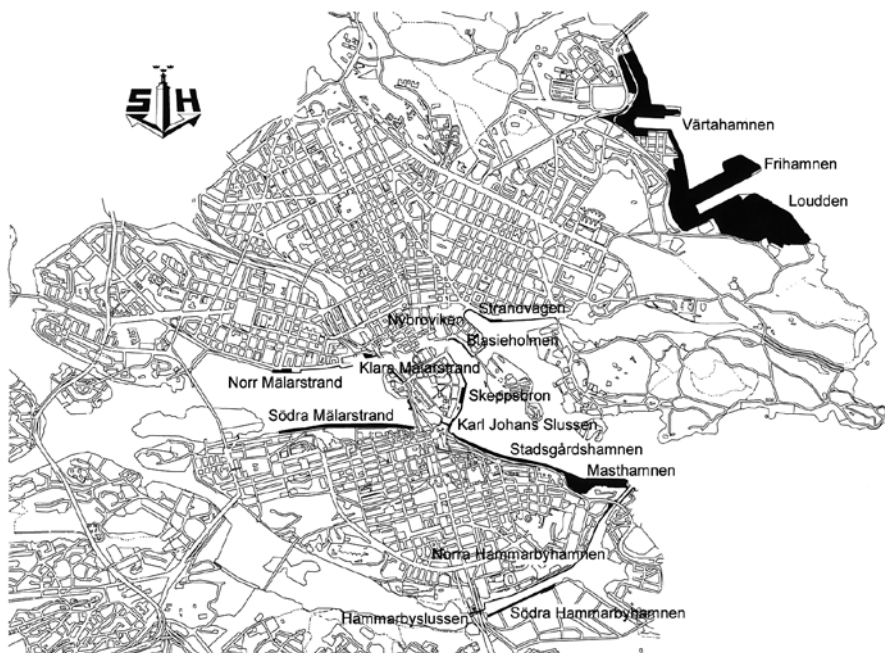 S H
Värtahamnen
Frihamnen
Loudden
Strandvägen
Nybroviken
Blasieholmen
Klara Mälarstrand
Norr Mälarstrand
Skeppsbron
Södra Mälarstrand
Karl Johans Slussen
Stadsgårdshamnen
Masthamnen
Norra Hammarbyhamnen
Hammarbyslussen
Södra Hammarbyhamnen